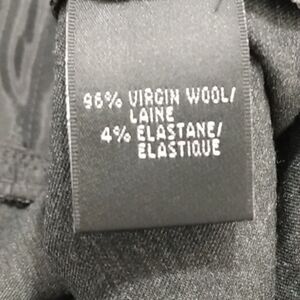 96% VIRGIN WOOL/
LAINE
4% ELASTANE/
ELASTIQUE